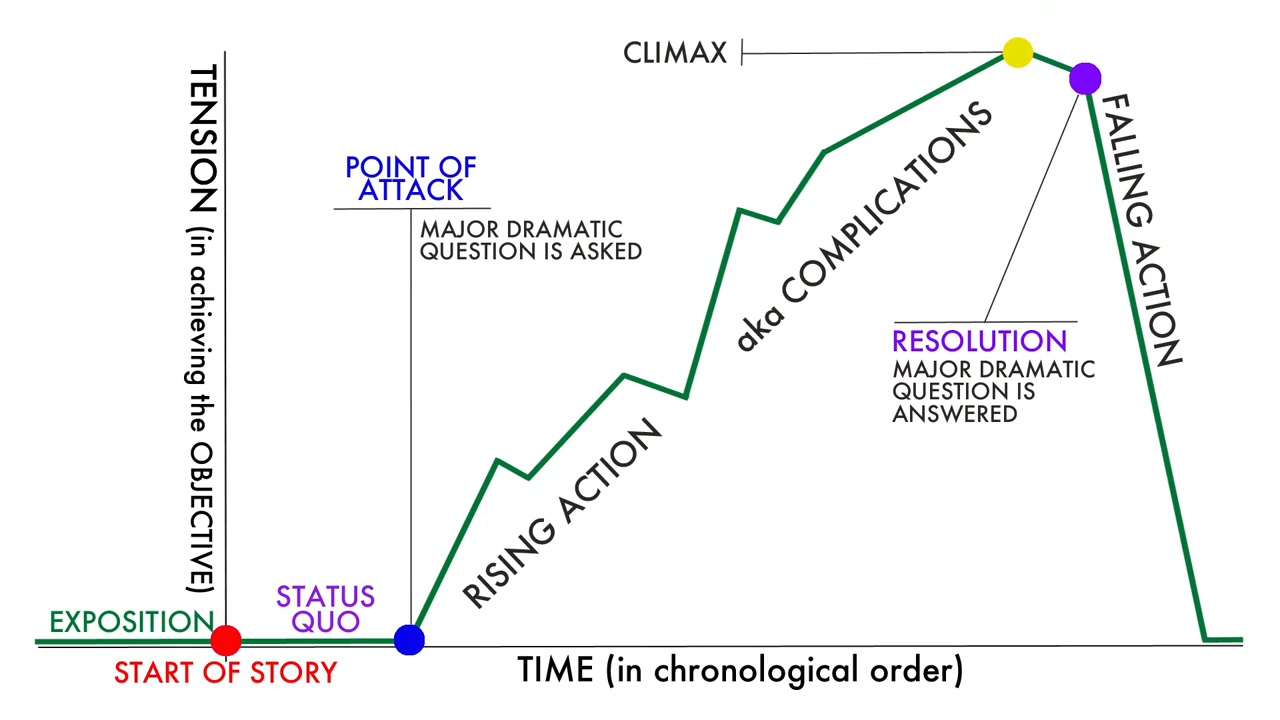 CLIMAX
TENSION (in achieving the OBJECTIVE)
POINT OF
ATTACK
MAJOR DRAMATIC
QUESTION IS ASKED
aka COMPLICATIONS
FALLING ACTION
RESOLUTION
MAJOR DRAMATIC
QUESTION IS
ANSWERED
RISING ACTION
STATUS
QUO
EXPOSITION
START OF STORY
TIME (in chronological order)